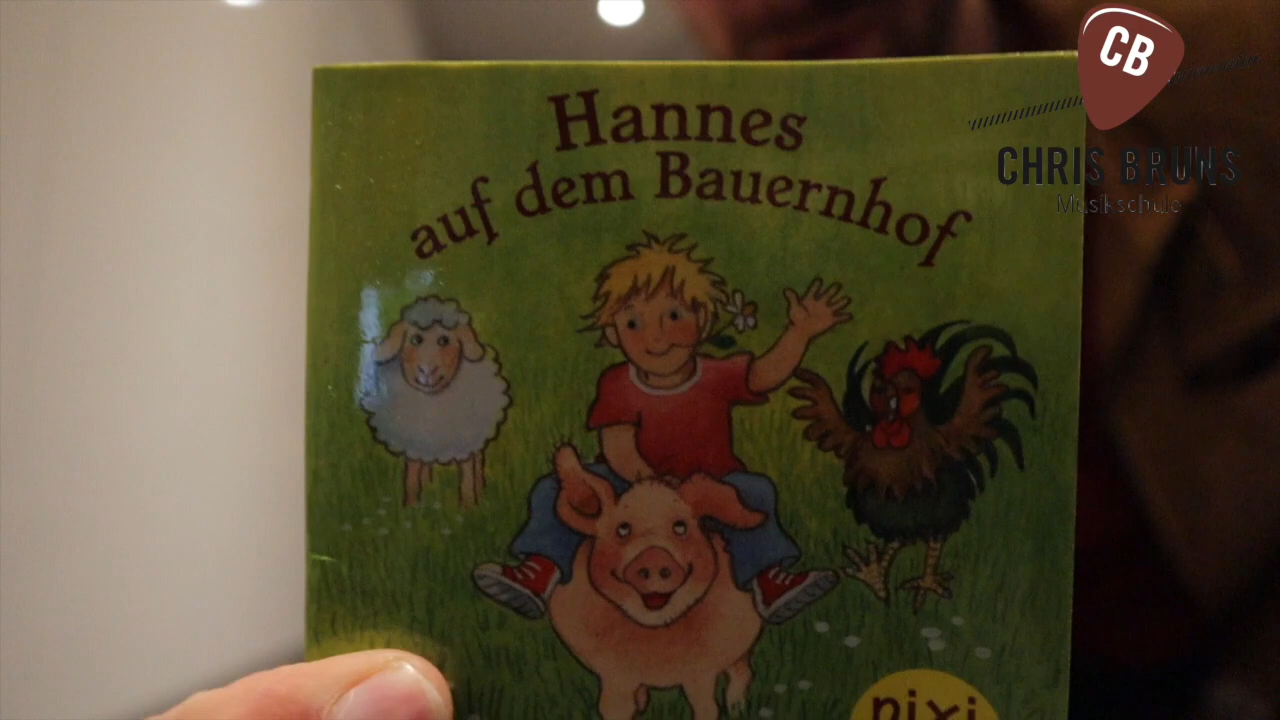 Hannes
auf dem Bauernhof
CB
CHRIS BRUNS
Musikschule
pixi